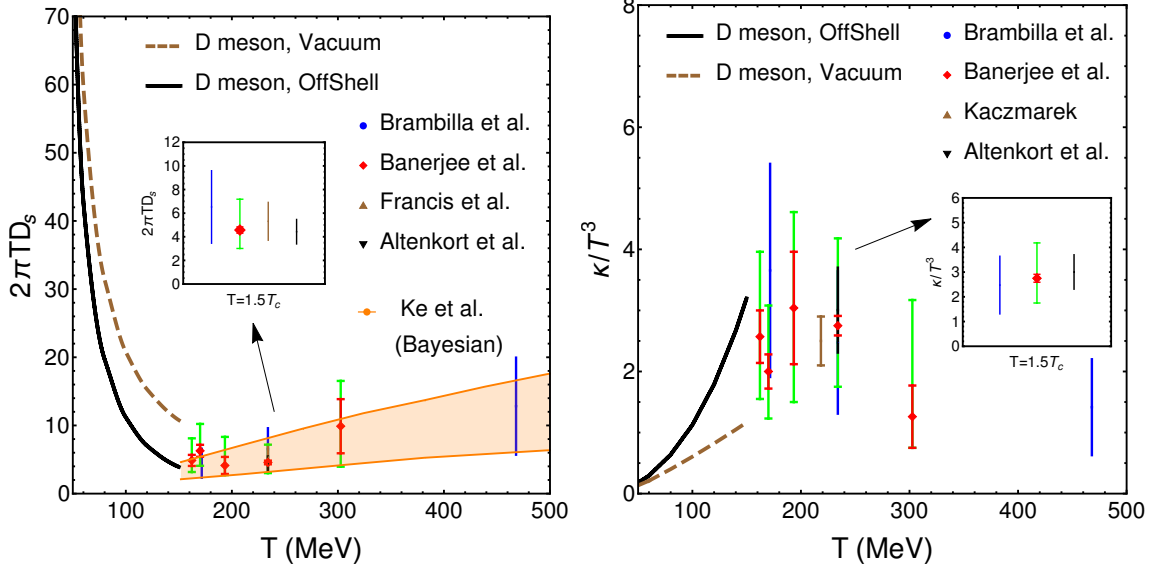 70
60
50
40
30
20
10
0
2πTDₛ
D meson, Vacuum
D meson, OffShell
Brambilla et al.
Banerjee et al.
Francis et al.
Altenkort et al.
Ke et al.
(Bayesian)
12
10
8
6
4
2
0
2πTDₛ
T=1.5T_c
100
200
300
400
500
T (MeV)
8
6
4
2
0
κ/T³
D meson, OffShell
D meson, Vacuum
Brambilla et al.
Banerjee et al.
Kaczmarek
Altenkort et al.
6
5
4
3
2
1
0
κ/T³
T=1.5T_c
100
200
300
400
500
T (MeV)